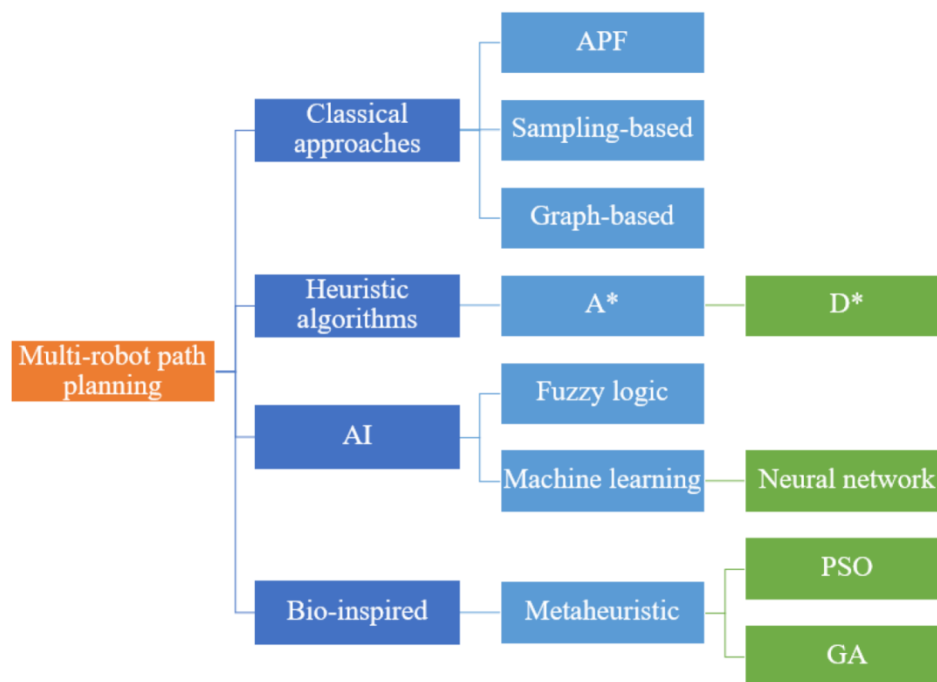 Multi-robot path
planning
Classical
approaches
APF
Sampling-based
Graph-based
Heuristic
algorithms
A*
D*
AI
Fuzzy logic
Machine learning
Neural network
Bio-inspired
Metaheuristic
PSO
GA